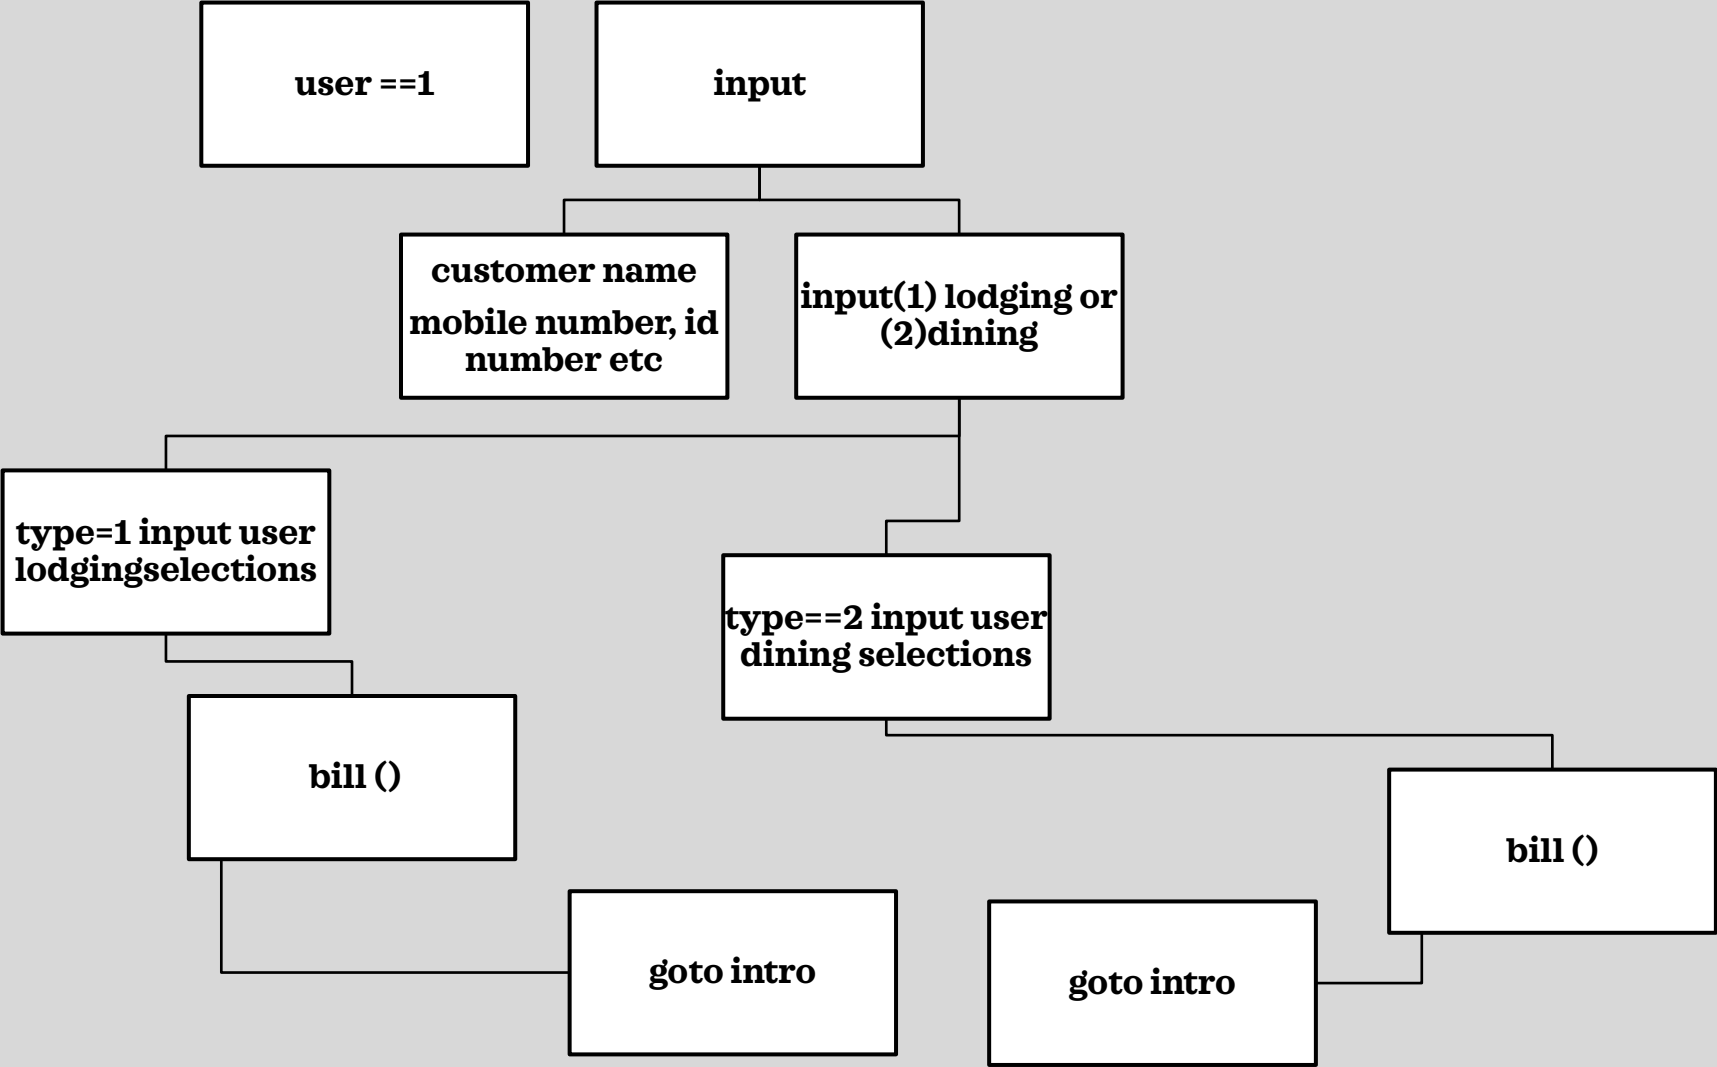 user ==1
input
customer name
mobile number, id
number etc
input(1) lodging or
(2)dining
type=1 input user
lodgingselections
type==2 input user
dining selections
bill ()
bill ()
goto intro
goto intro